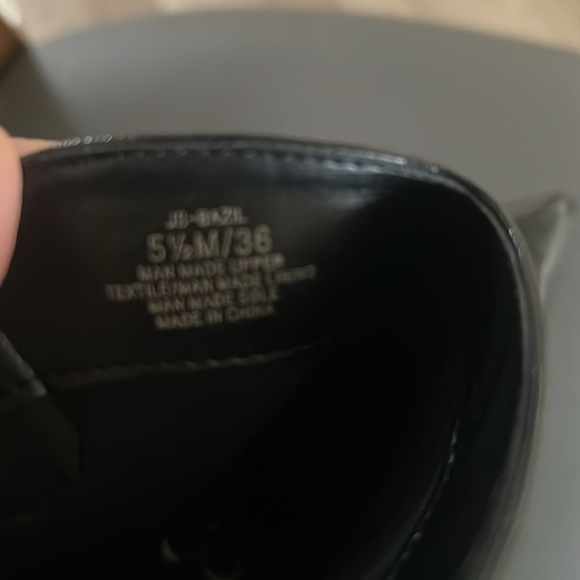 JS-BAZIL
5½M/36
MAN MADE UPPER
TEXTILE/MAN MADE LINING
MAN MADE SOLE
MADE IN CHINA